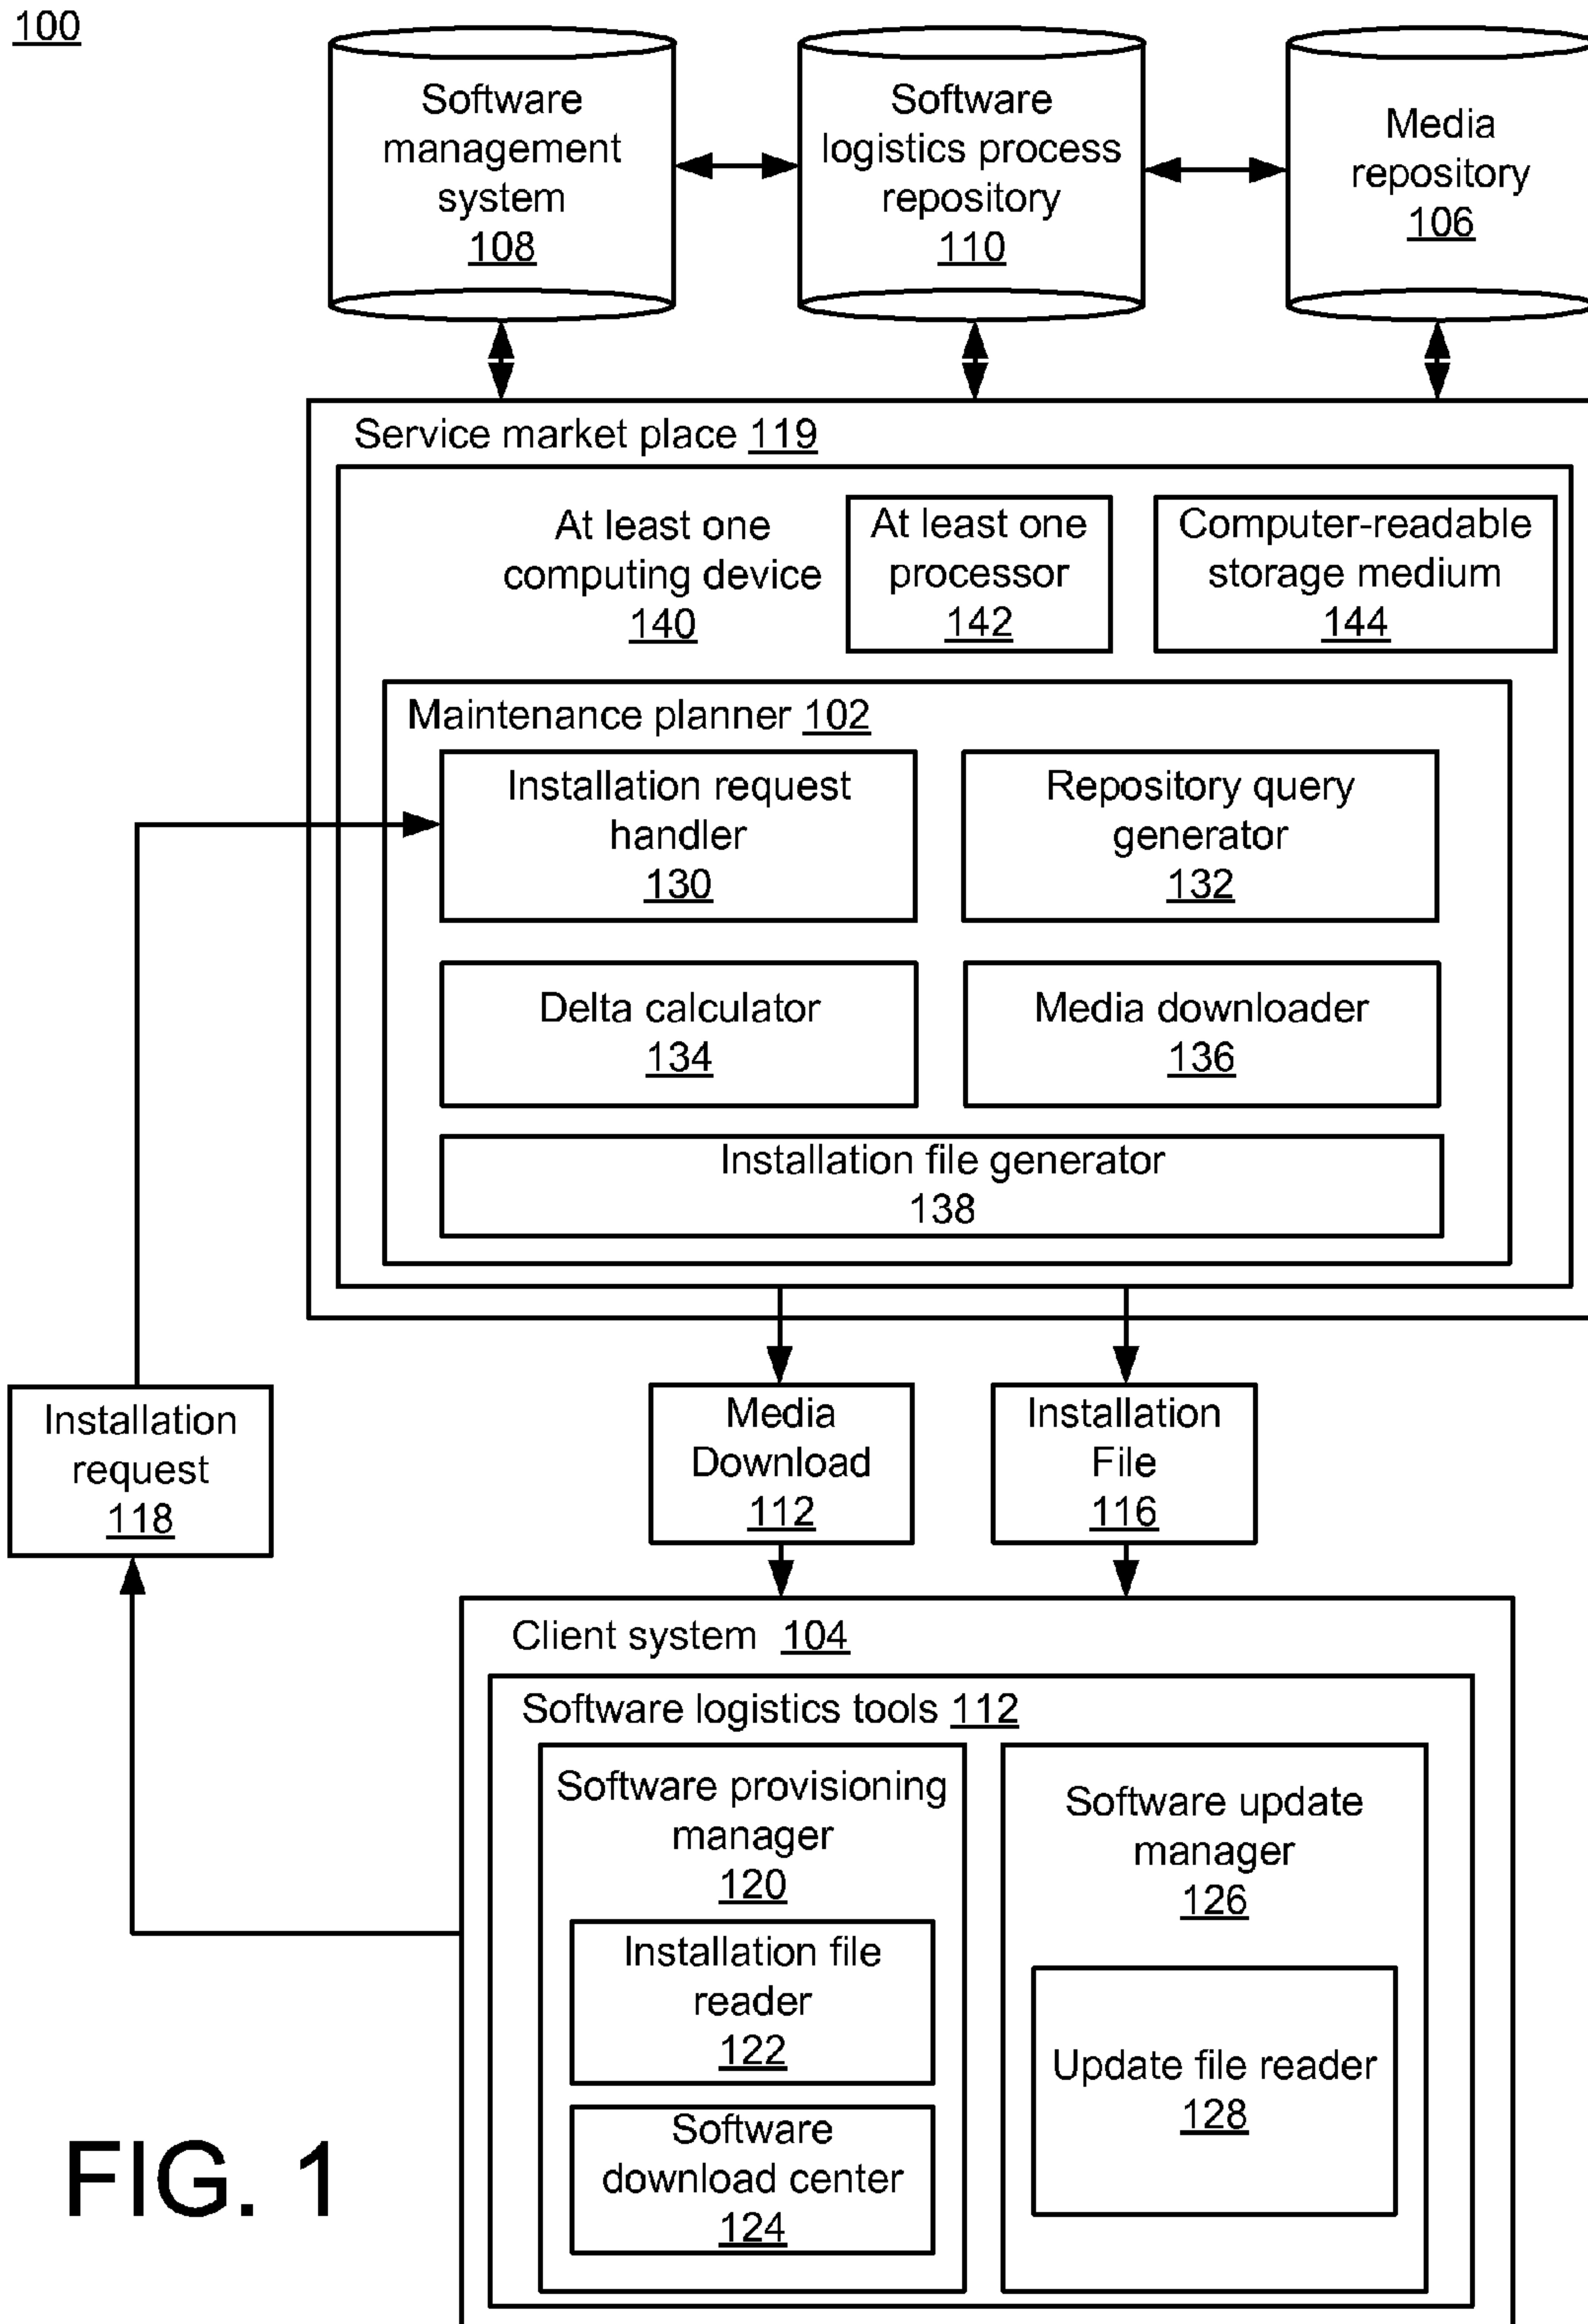 100
Software
management
system
108
Software
logistics process
repository
110
Media
repository
106
Service market place 119
At least one
computing device
140
At least one
processor
142
Computer-readable
storage medium
144
Maintenance planner 102
Installation request
handler
130
Repository query
generator
132
Delta calculator
134
Media downloader
136
Installation file generator
138
Installation
request
118
Media
Download
112
Installation
File
116
Client system 104
Software logistics tools 112
Software provisioning
manager
120
Installation file
reader
122
Software
download center
124
Software update
manager
126
Update file reader
128
FIG. 1